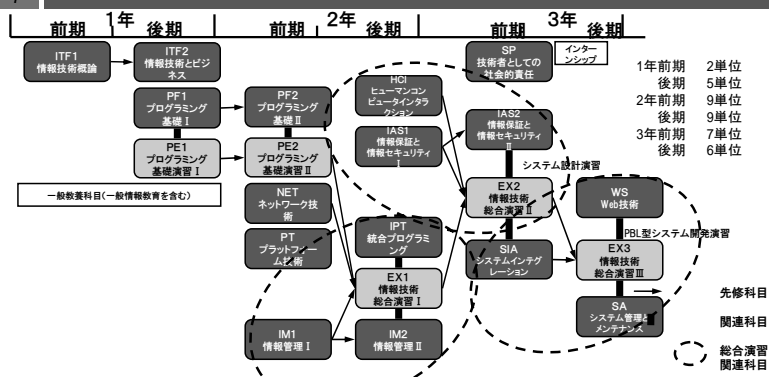 1年
2年
3年
前期
後期
前期
後期
前期
後期
ITF1
情報技術概論
ITF2
情報技術とビジ
ネス
SP
技術者としての
社会的責任
インター
ンシップ
1年前期 2単位
後期 5単位
2年前期 9単位
後期 9単位
3年前期 7単位
後期 6単位
PF1
プログラミング
基礎Ⅰ
PF2
プログラミング
基礎Ⅱ
HCI
ヒューマンコン
ピュータインタラ
クション
PE1
プログラミング
基礎演習Ⅰ
PE2
プログラミング
基礎演習Ⅱ
IAS1
情報保証と
情報セキュリティ
Ⅰ
IAS2
情報保証と
情報セキュリティ
Ⅱ
システム設計演習
一般教養科目(一般情報教育を含む)
NET
ネットワーク技
術
EX2
情報技術
総合演習Ⅱ
WS
Web技術
PT
プラットフォー
ム技術
IPT
統合プログラミ
ング
SIA
システムインテグ
レーション
PBL型システム開発演習
EX3
情報技術
総合演習Ⅲ
EX1
情報技術
総合演習Ⅰ
IM1
情報管理Ⅰ
IM2
情報管理Ⅱ
SA
システム管理と
メンテナンス
先修科目
関連科目
総合演習
関連科目